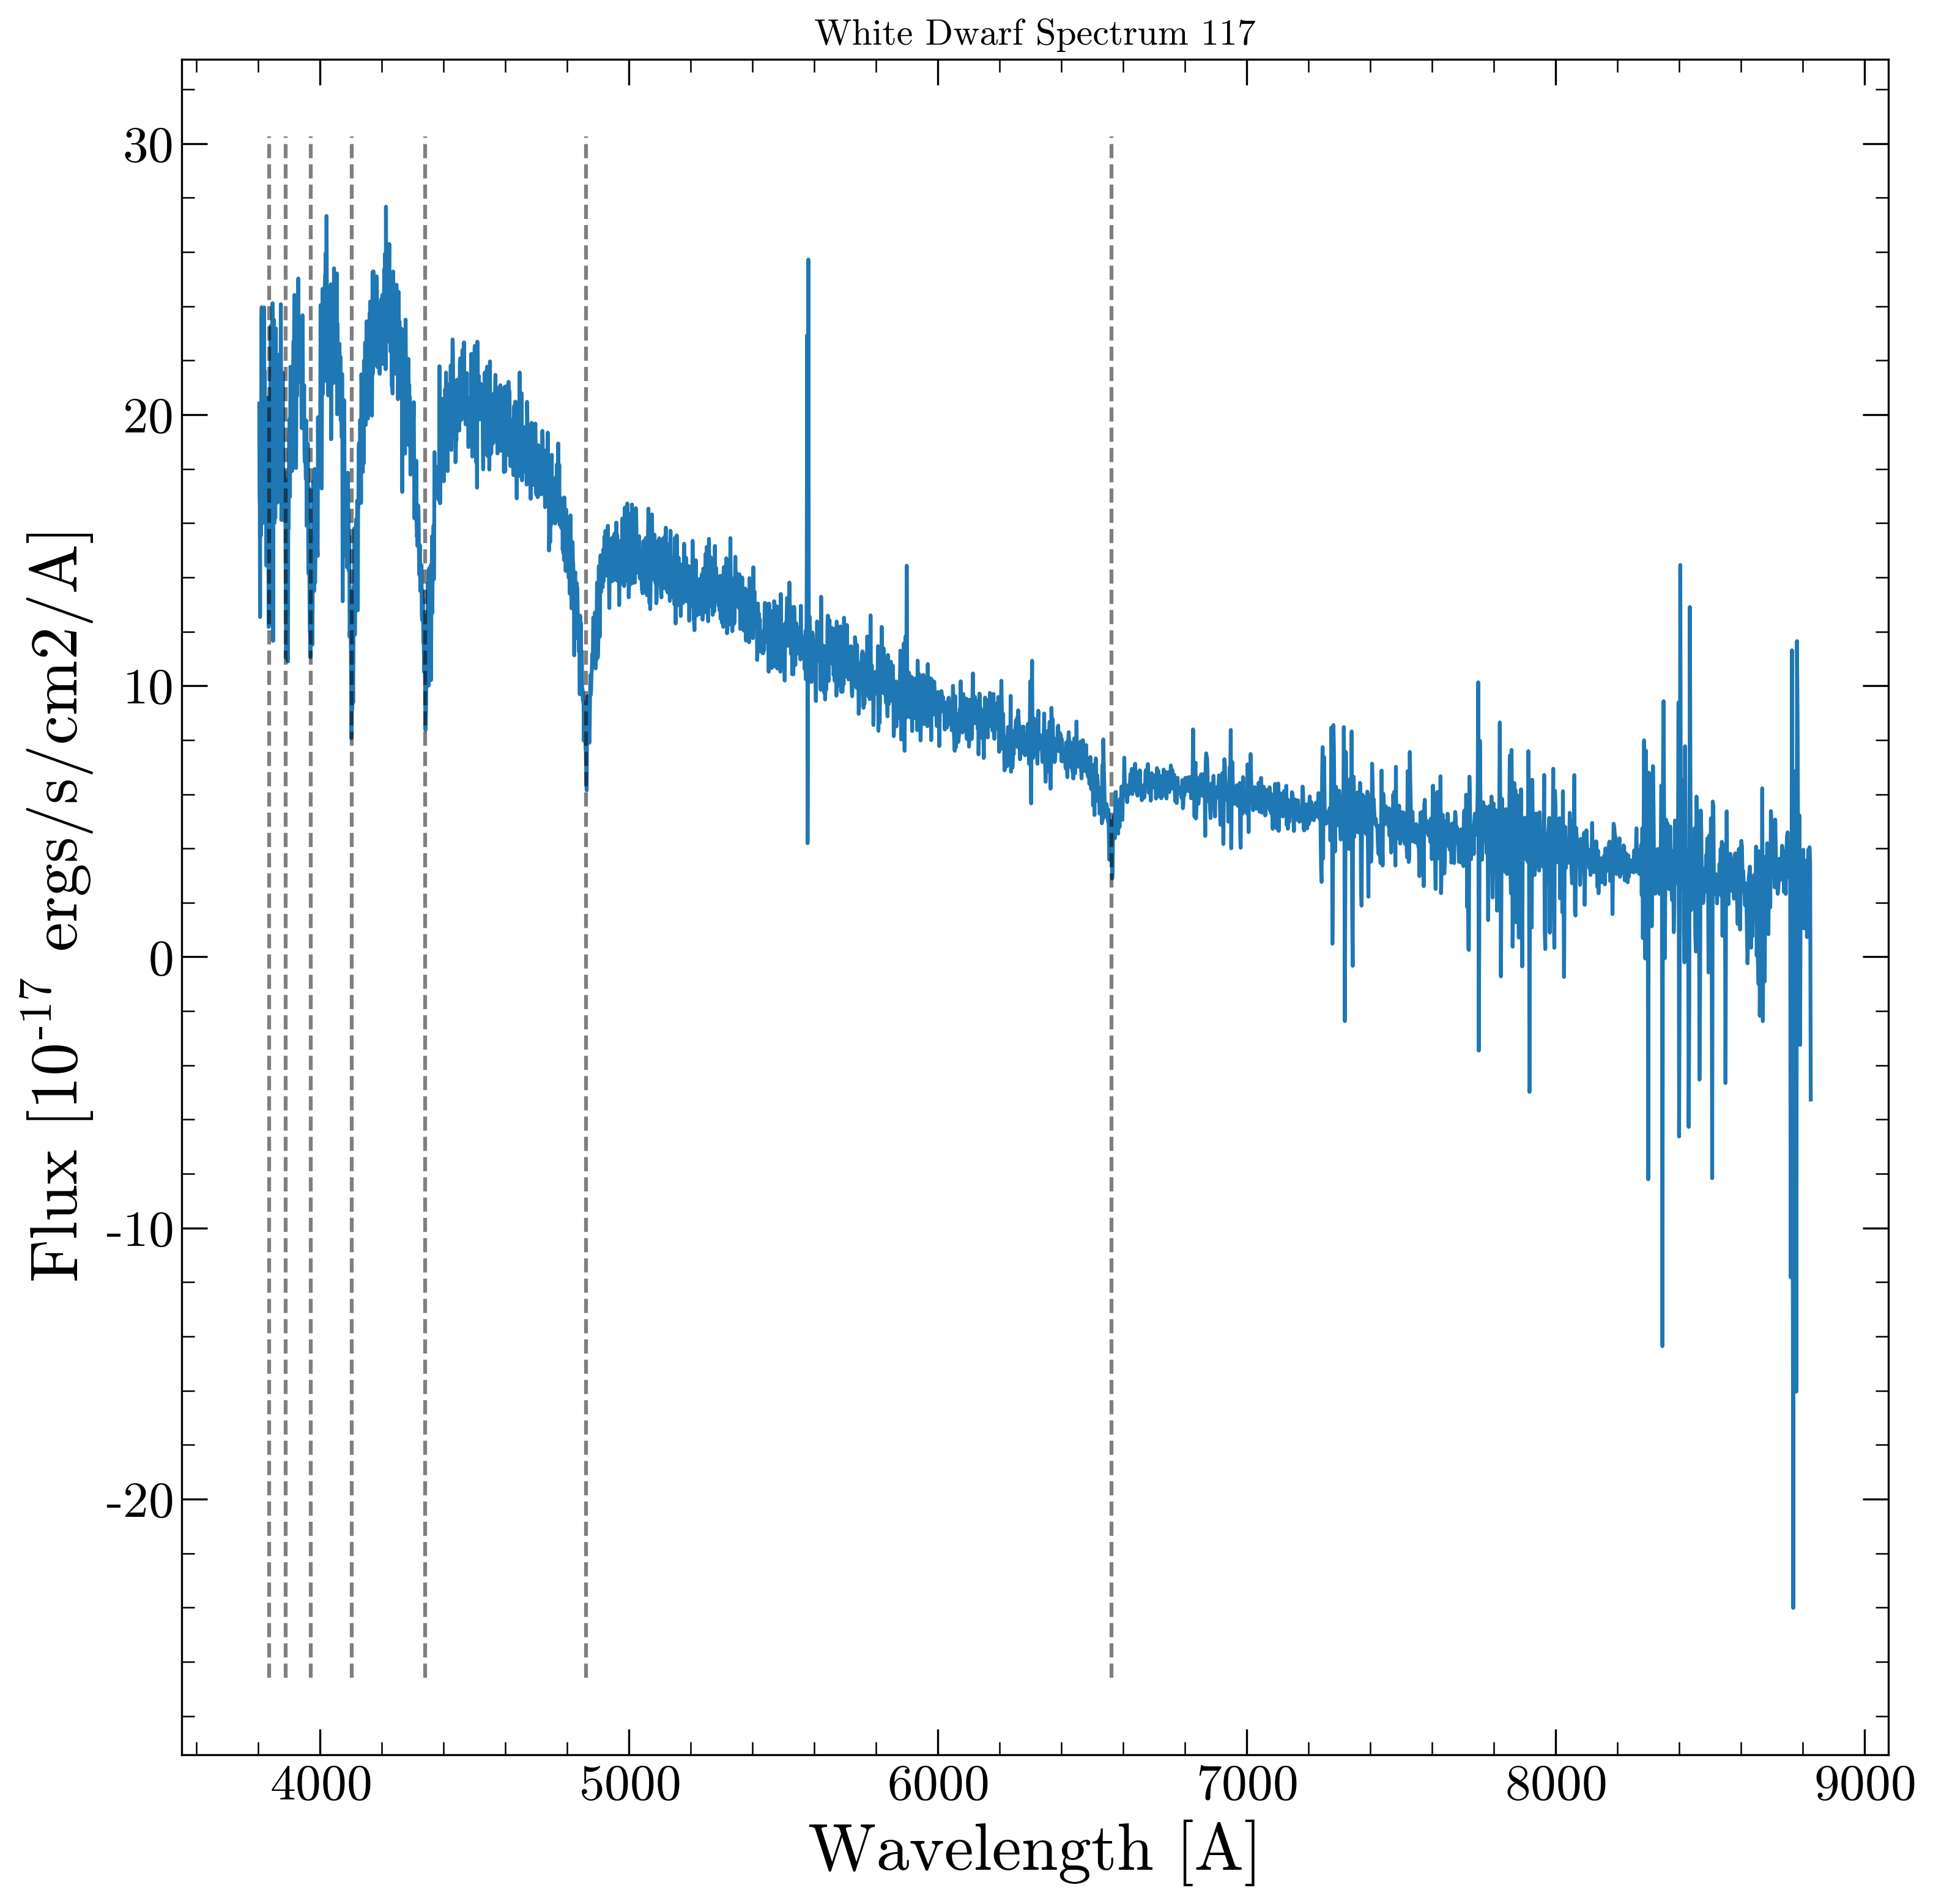 White Dwarf Spectrum 117
Flux [10-17 ergs/s/cm2/A]
30
20
10
0
-10
-20
4000 5000 6000 7000 8000 9000
Wavelength [A]